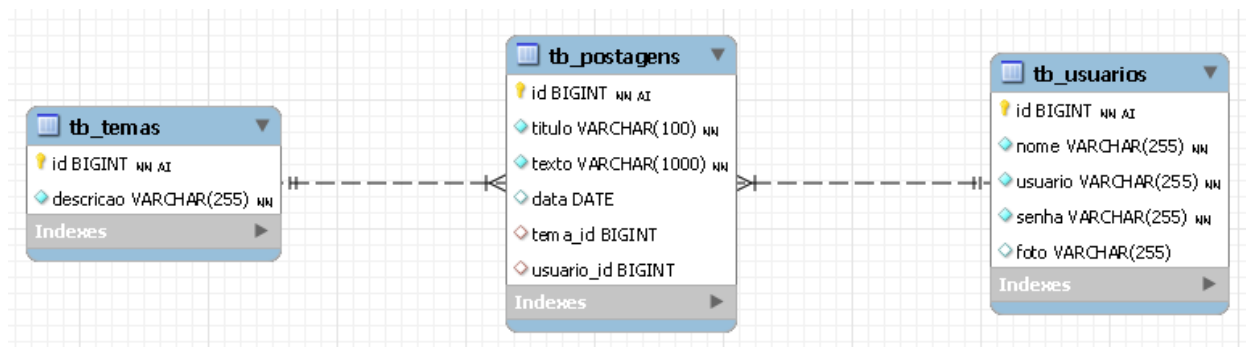 tb_temas
id BIGINT NN AI
descricao VARCHAR(255) NN
Indexes
tb_postagens
id BIGINT NN AI
titulo VARCHAR(100) NN
texto VARCHAR(1000) NN
data DATE
tema_id BIGINT
usuario_id BIGINT
Indexes
tb_usuarios
id BIGINT NN AI
nome VARCHAR(255) NN
usuario VARCHAR(255) NN
senha VARCHAR(255) NN
foto VARCHAR(255)
Indexes